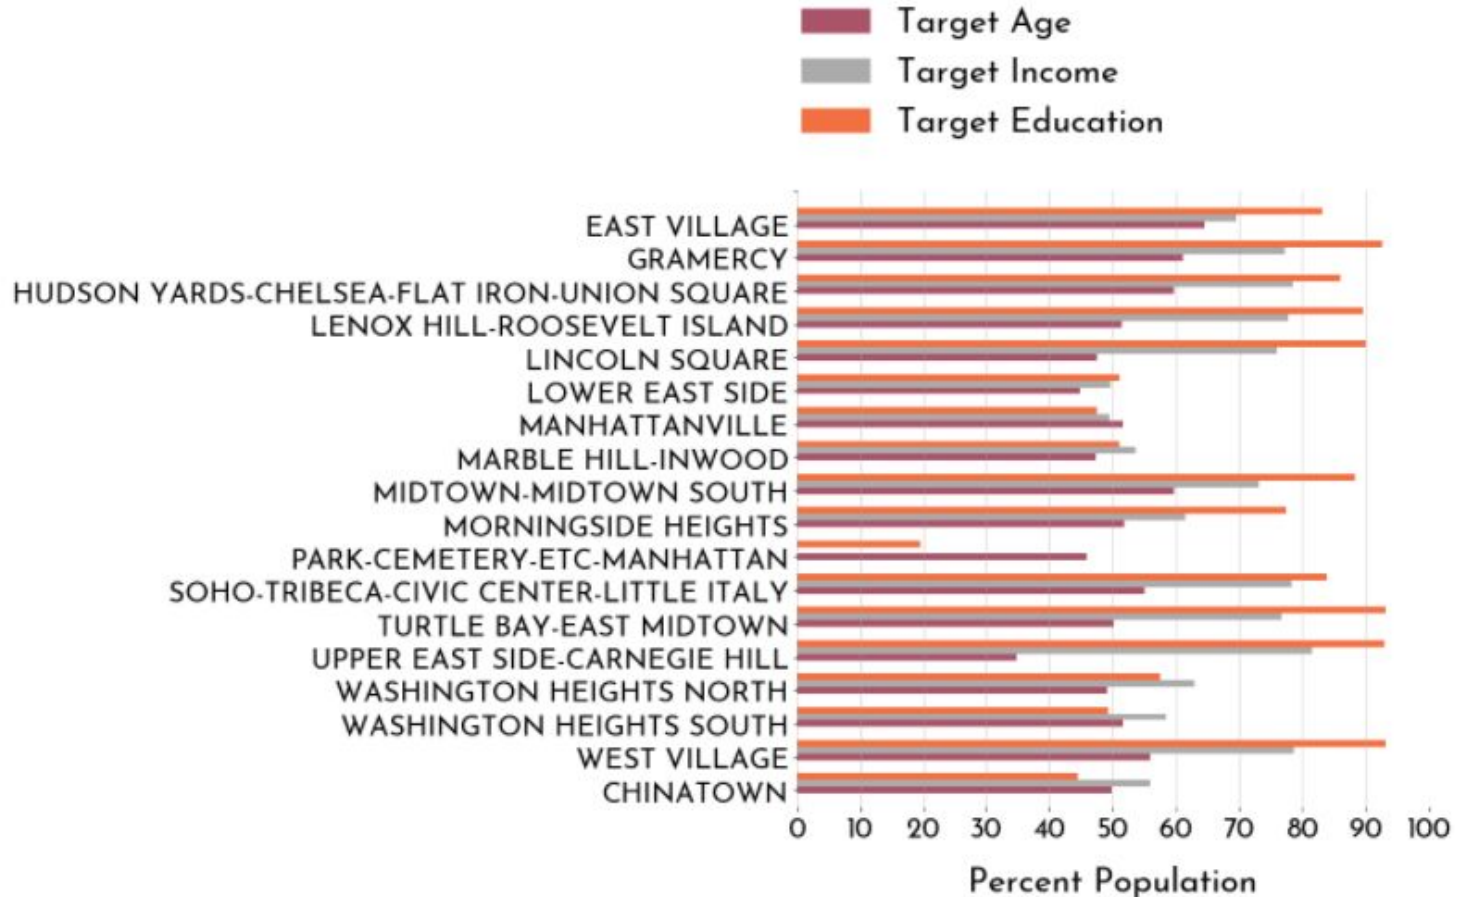 Target Age
Target Income
Target Education
EAST VILLAGE
GRAMERCY
HUDSON YARDS-CHELSEA-FLAT IRON-UNION SQUARE
LENOX HILL-ROOSEVELT ISLAND
LINCOLN SQUARE
LOWER EAST SIDE
MANHATTANVILLE
MARBLE HILL-INWOOD
MIDTOWN-MIDTOWN SOUTH
MORNINGSIDE HEIGHTS
PARK-CEMETERY-ETC-MANHATTAN
SOHO-TRIBECA-CIVIC CENTER-LITTLE ITALY
TURTLE BAY-EAST MIDTOWN
UPPER EAST SIDE-CARNEGIE HILL
WASHINGTON HEIGHTS NORTH
WASHINGTON HEIGHTS SOUTH
WEST VILLAGE
CHINATOWN
0 10 20 30 40 50 60 70 80 90 100
Percent Population